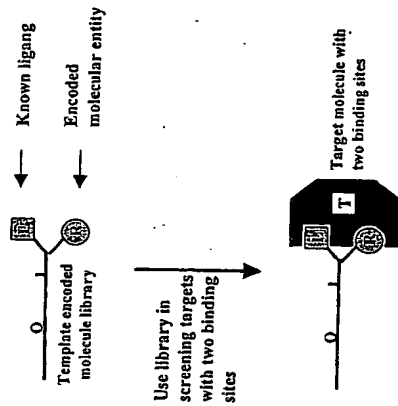 Known ligang
Encoded
molecular entity
O
Template encoded
molecule library
Use library in
screening targets
with two binding
sites
T
O
Target molecule with
two binding sites